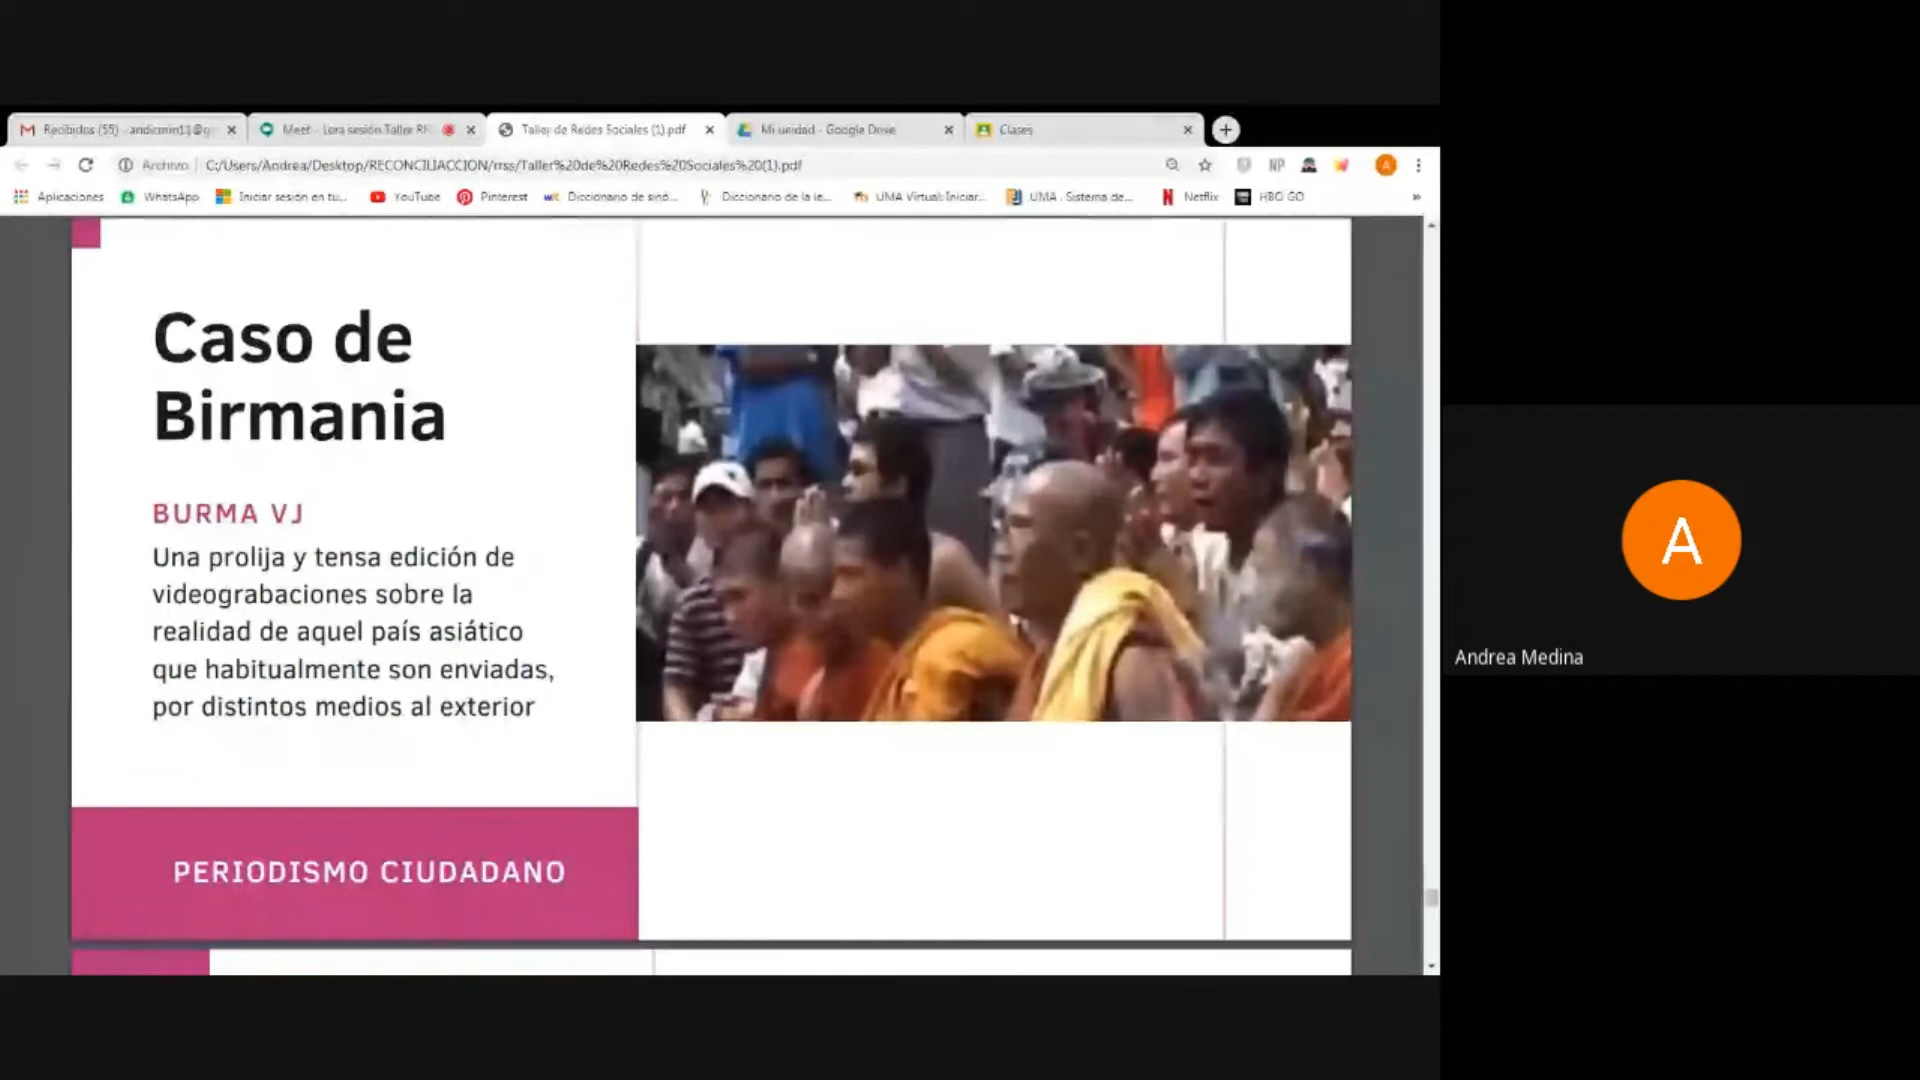 Recibidos (55) - andicmin11@g
Meet - 1era sesión Taller RR
Taller de Redes Sociales (1).pdf
Mi unidad - Google Drive
Clases
Archivo
C:/Users/Andrea/Desktop/RECONCILIACCION/rrss/Taller%20de%20Redes%20Sociales%20(1).pdf
NP
A
Aplicaciones
WhatsApp
Iniciar sesión en tu...
YouTube
Pinterest
Diccionario de sinó...
Diccionario de la le...
UMA Virtual: Iniciar...
UMA . Sistema de...
Netflix
HBO GO
»
Caso de
Birmania
BURMA VJ
Una prolija y tensa edición de
videograbaciones sobre la
realidad de aquel país asiático
que habitualmente son enviadas,
por distintos medios al exterior
PERIODISMO CIUDADANO
A
Andrea Medina